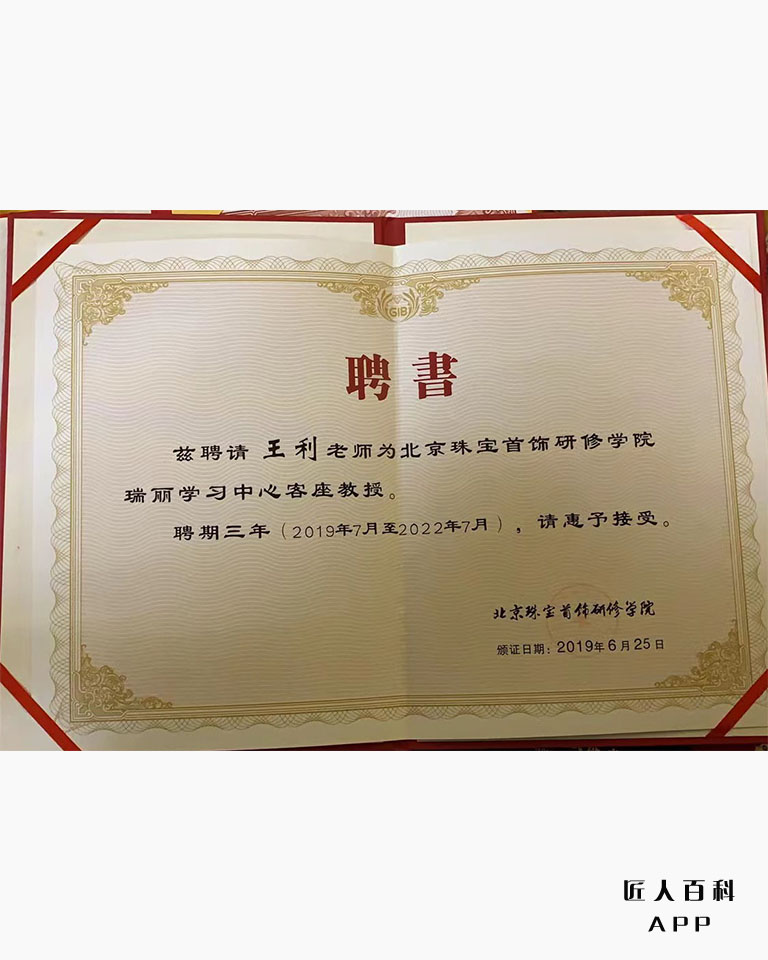 GIB
聘書
兹聘请 王利老师为北京珠宝首饰研修学院
瑞丽学习中心客座教授。
聘期三年（2019年7月至2022年7月），请惠予接受。
北京珠宝首饰研修学院
颁证日期：2019年6月25日
匠人百科
APP